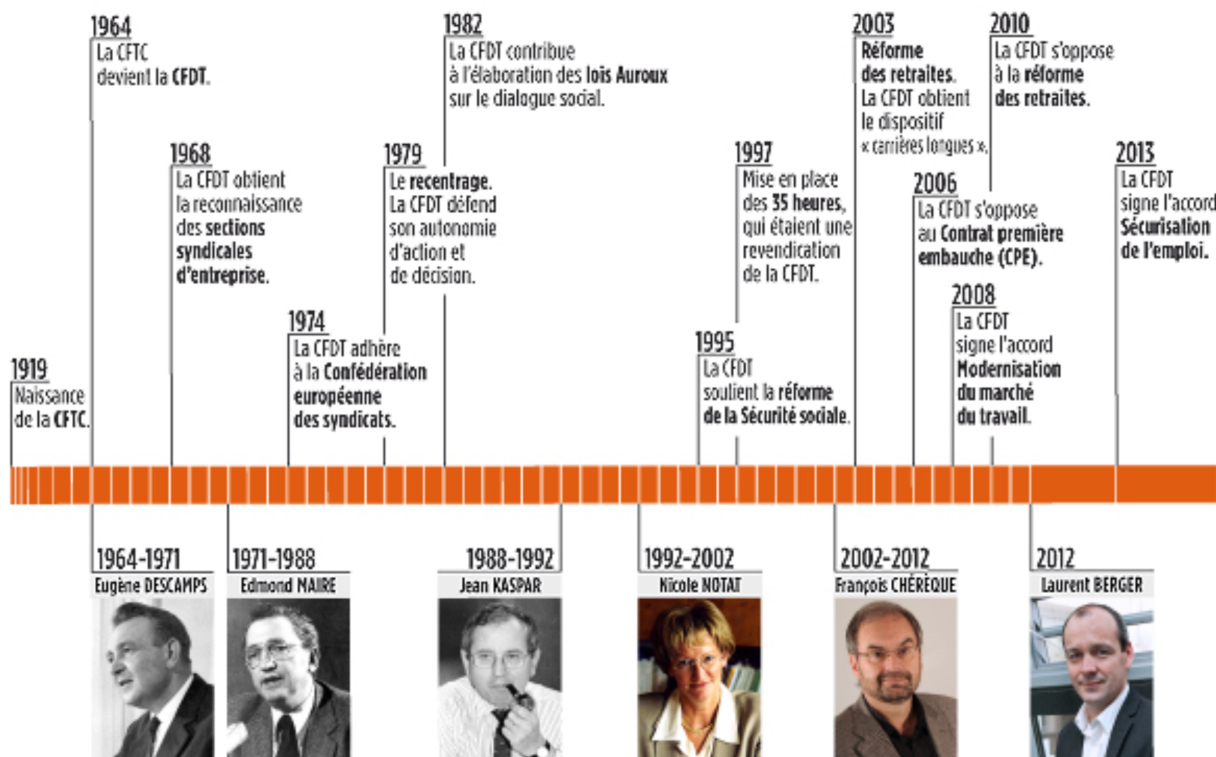 1964
La CFTC
devient la CFDT.
1968
La CFDT obtient
la reconnaissance
des sections
syndicales
d'entreprise.
1982
La CFDT contribue
à l'élaboration des lois Auroux
sur le dialogue social.
1979
Le recentrage.
La CFDT défend
son autonomie
d'action et
de décision.
1974
La CFDT adhère
à la Confédération
européenne
des syndicats.
1919
Naissance
de la CFTC.
2003
Réforme
des retraites.
La CFDT obtient
le dispositif
« carrières longues ».
2010
La CFDT s'oppose
à la réforme
des retraites.
1997
Mise en place
des 35 heures,
qui étaient une
revendication
de la CFDT.
2006
La CFDT s'oppose
au Contrat première
embauche (CPE).
2013
La CFDT
signe l'accord
Sécurisation
de l'emploi.
2008
La CFDT
signe l'accord
Modernisation
du marché
du travail.
1995
La CFDT
soutient la réforme
de la Sécurité sociale.
1964-1971
Eugène DESCAMPS
1971-1988
Edmond MAIRE
1988-1992
Jean KASPAR
1992-2002
Nicole NOTAT
2002-2012
François CHÉRÈQUE
2012
Laurent BERGER